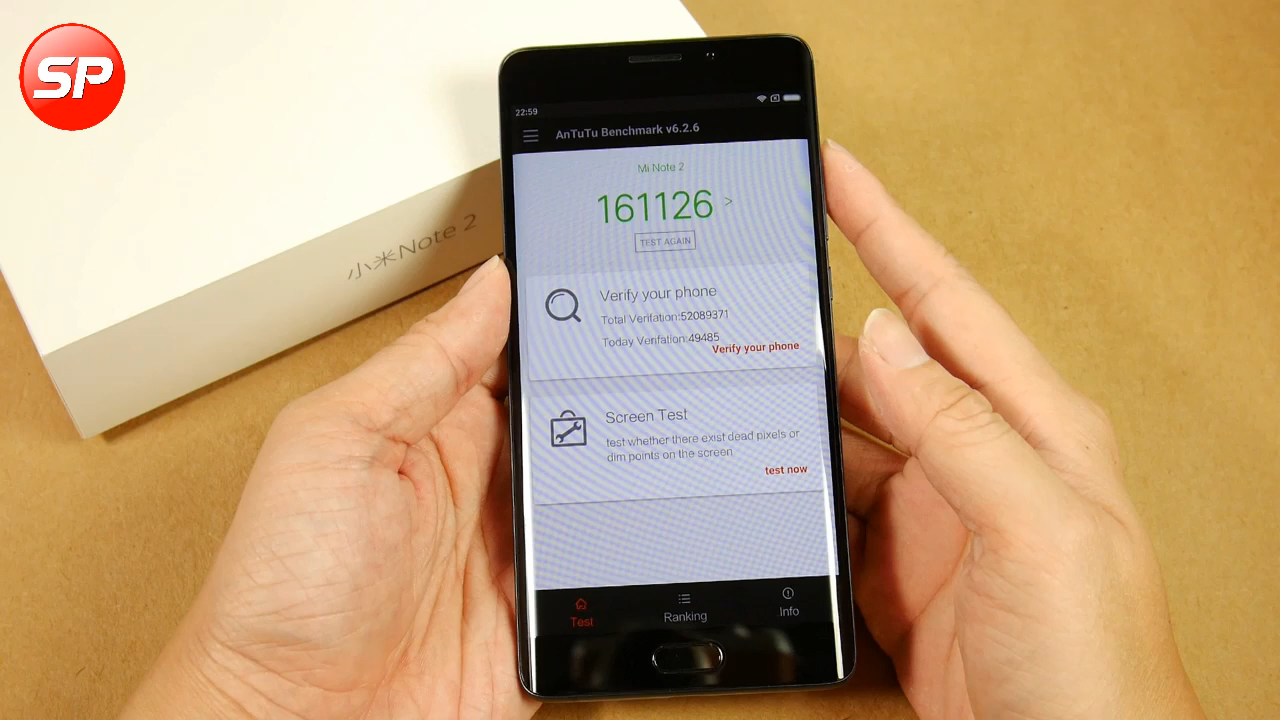 SP
小米Note 2
22:59
AnTuTu Benchmark v6.2.6
Mi Note 2
161126 >
TEST AGAIN
Verify your phone
Total Verifation:52089371
Today Verifation:49485
Verify your phone
Screen Test
test whether there exist dead pixels or
dim points on the screen
test now
Test
Ranking
Info